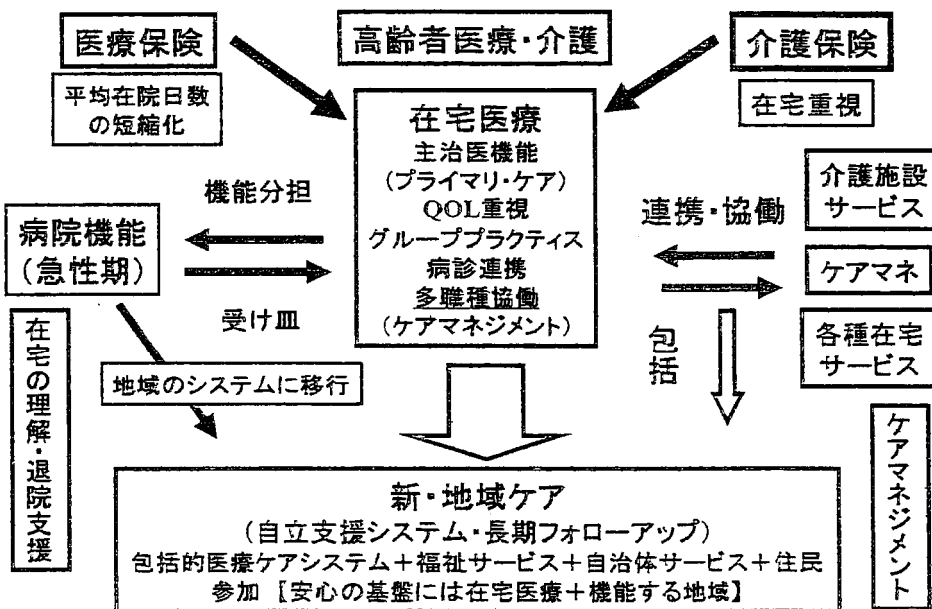 医療保険
高齢者医療・介護
介護保険
平均在院日数
の短縮化
在宅重視
在宅医療
主治医機能
(プライマリ・ケア)
QOL重視
グループプラクティス
病診連携
多職種協働
(ケアマネジメント)
機能分担
病院機能
(急性期)
受け皿
連携・協働
介護施設
サービス
ケアマネ
各種在宅
サービス
包括
在宅の理解・退院支援
地域のシステムに移行
ケアマネジメント
新・地域ケア
(自立支援システム・長期フォローアップ)
包括的医療ケアシステム+福祉サービス+自治体サービス+住民
参加 [安心の基盤には在宅医療+機能する地域】